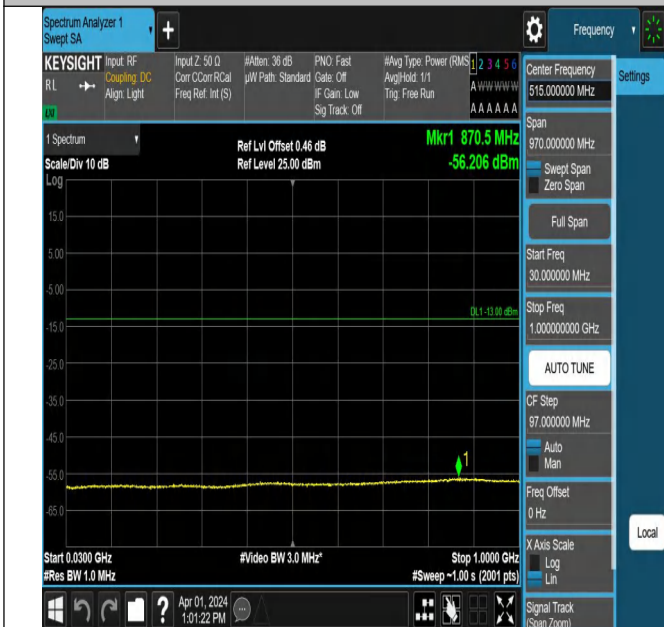 Spectrum Analyzer 1
Swept SA
+
Frequency
KEYSIGHT
RL
LXI
Input: RF
Coupling: DC
Align: Light
Input Z: 50 Ω
Corr CCorr RCal
Freq Ref: Int (S)
#Atten: 36 dB
µW Path: Standard
PNO: Fast
Gate: Off
IF Gain: Low
Sig Track: Off
#Avg Type: Power (RMS
Avg|Hold: 1/1
Trig: Free Run
1 2 3 4 5 6
A W W W W W
A A A A A A
1 Spectrum
Scale/Div 10 dB
Log
Ref Lvl Offset 0.46 dB
Ref Level 25.00 dBm
Mkr1 870.5 MHz
-56.206 dBm
15.0
5.00
-5.00
-15.0
-25.0
-35.0
-45.0
-55.0
-65.0
DL1 -13.00 dBm
1
Start 0.0300 GHz
#Res BW 1.0 MHz
#Video BW 3.0 MHz*
Stop 1.0000 GHz
#Sweep ~1.00 s (2001 pts)
Center Frequency
515.000000 MHz
Span
970.000000 MHz
Swept Span
Zero Span
Full Span
Start Freq
30.000000 MHz
Stop Freq
1.000000000 GHz
AUTO TUNE
CF Step
97.000000 MHz
Auto
Man
Freq Offset
0 Hz
X Axis Scale
Log
Lin
Signal Track
(Span Zoom)
Settings
Local
?
Apr 01, 2024
1:01:22 PM